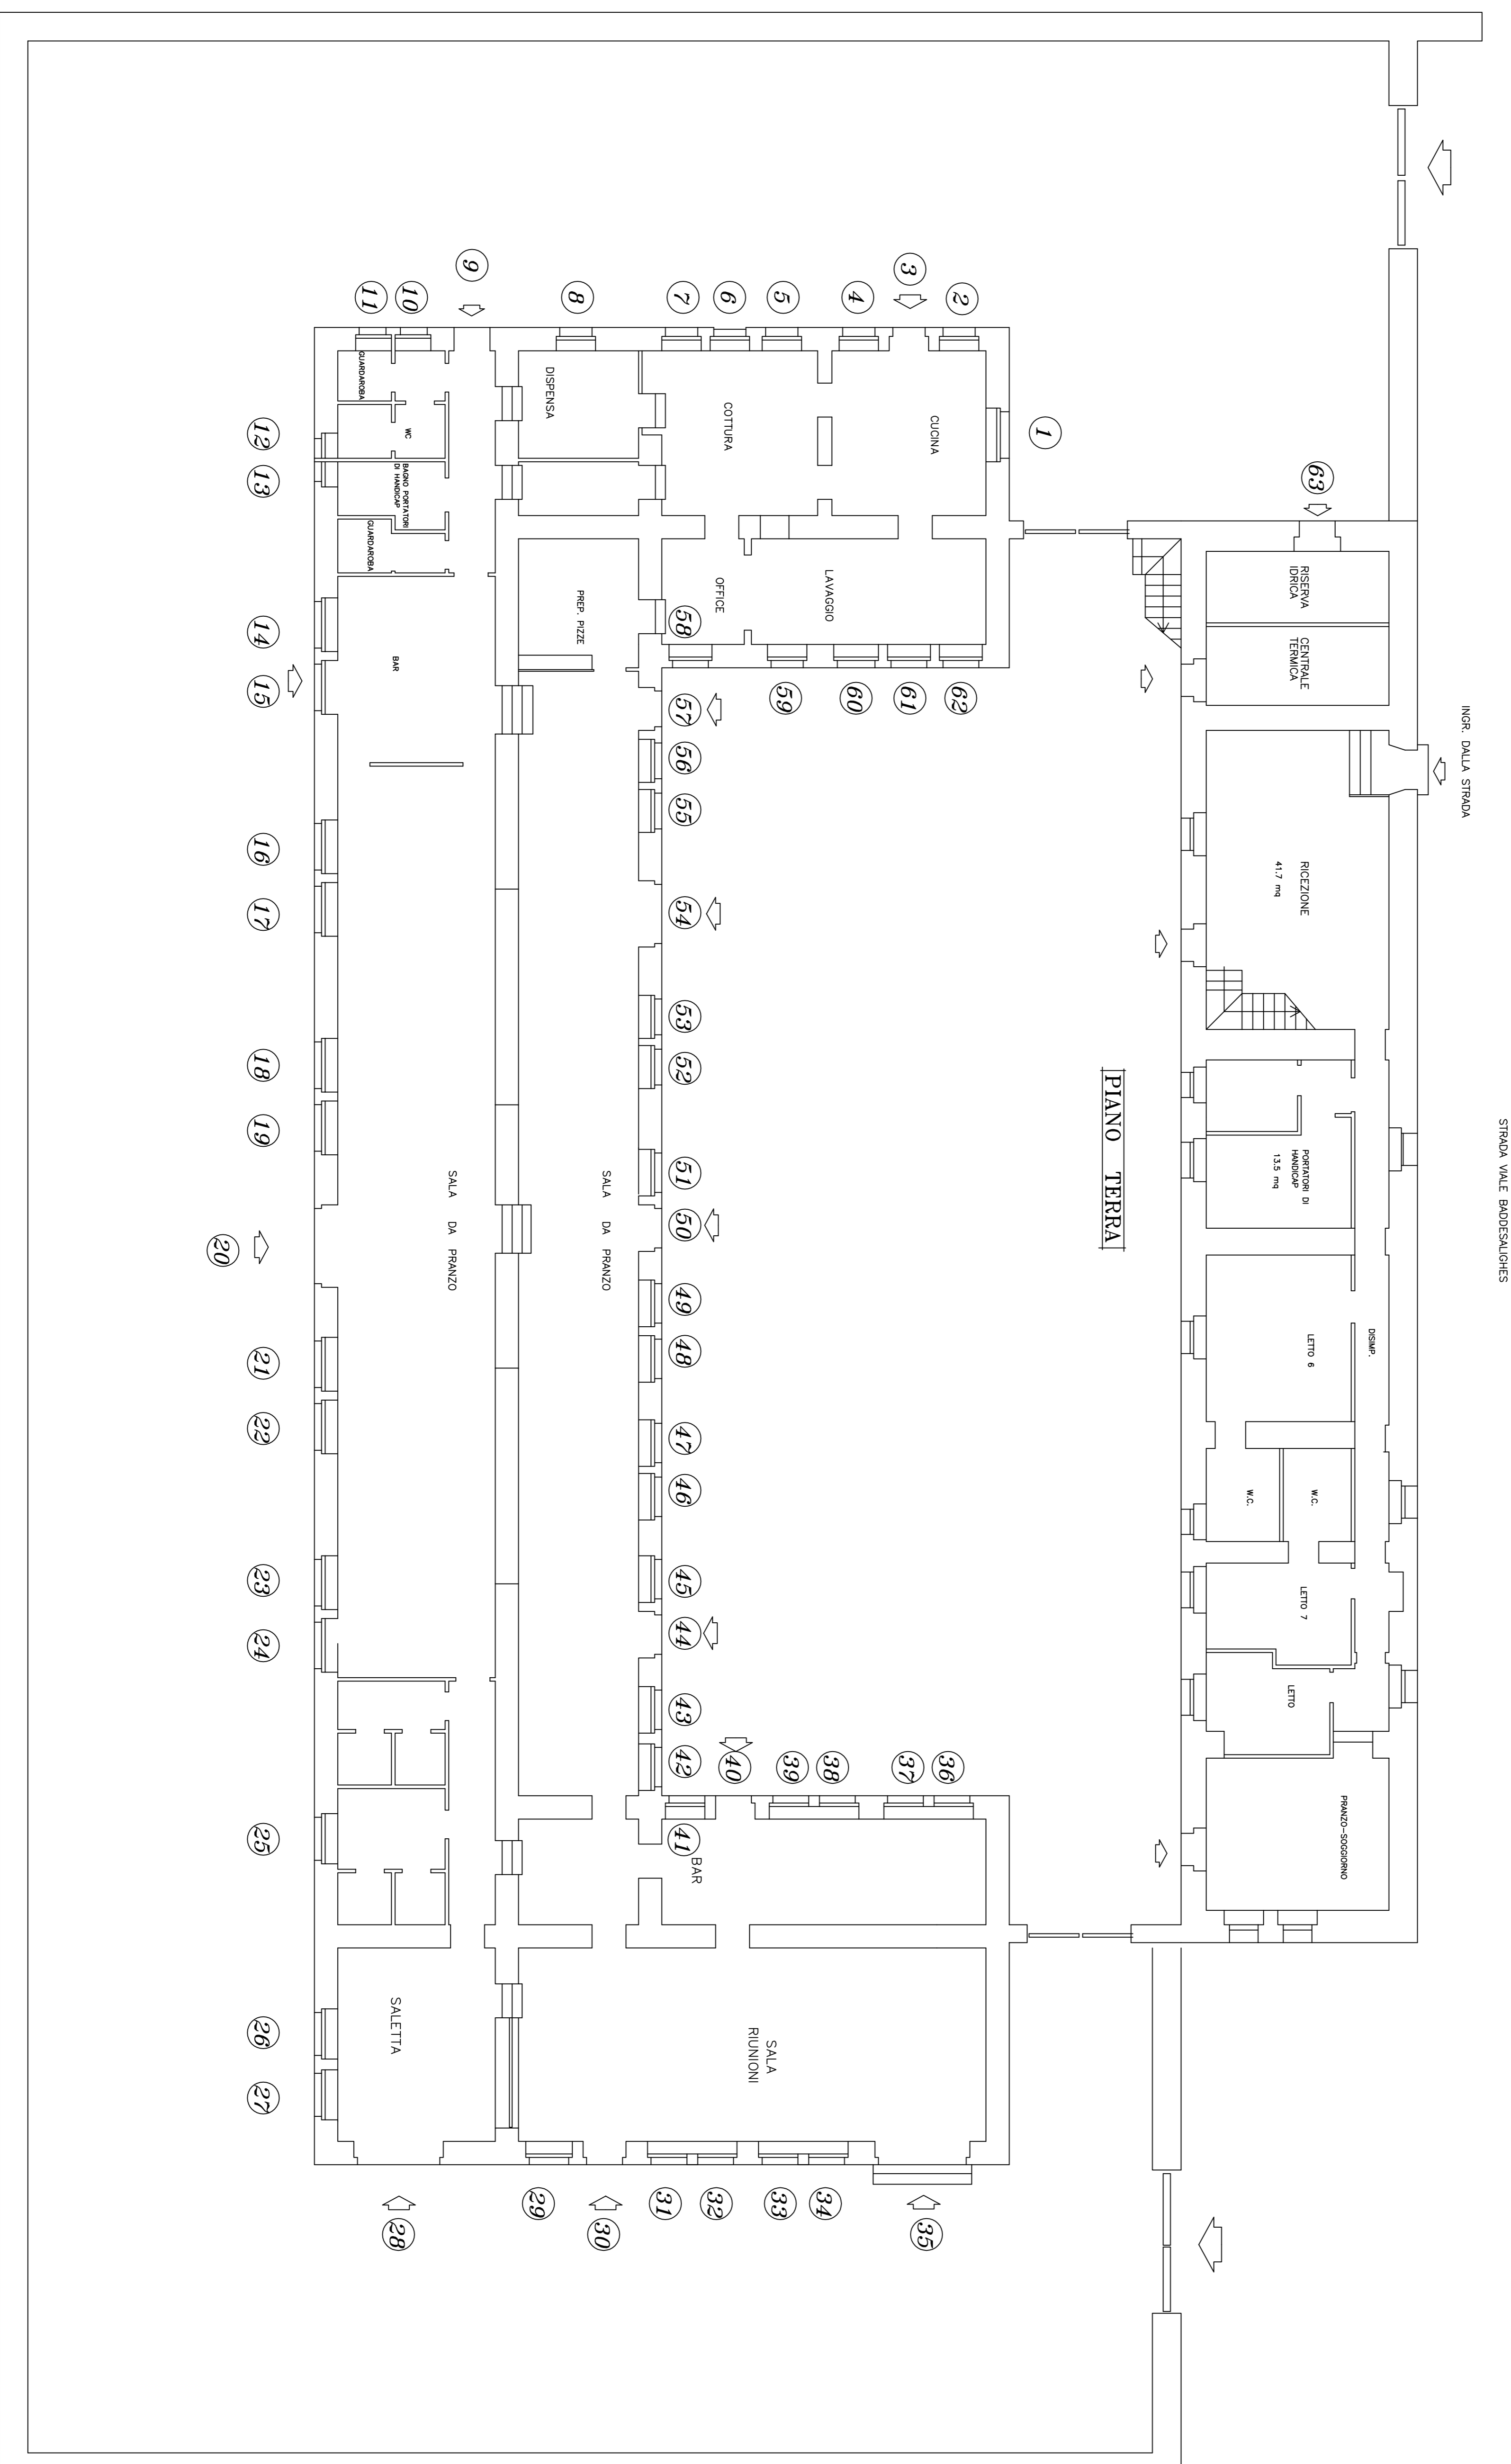 STRADA VIALE BADDESALIGHES
INGR. DALLA STRADA
63
RISERVA
IDRICA
CENTRALE
TERMICA
RICEZIONE
41.7 mq
PORTATORI DI
HANDICAP
13.5 mq
DISIMP.
LETTO 6
W.C.
W.C.
LETTO 7
LETTO
PRANZO-SOGGIORNO
PIANO TERRA
1
2
3
4
5
6
7
8
9
10
11
CUCINA
COTTURA
LAVAGGIO
OFFICE
DISPENSA
PREP. PIZZE
62
61
60
59
58
57
56
55
54
53
52
51
50
49
48
47
46
45
44
43
42
41
40
39
38
37
36
BAR
SALA
RIUNIONI
35
34
33
32
31
30
29
28
SALA DA PRANZO
SALA DA PRANZO
GUARDAROBA
WC
BAGNO PORTATORI
DI HANDICAP
GUARDAROBA
BAR
SALETTA
12
13
14
15
16
17
18
19
20
21
22
23
24
25
26
27